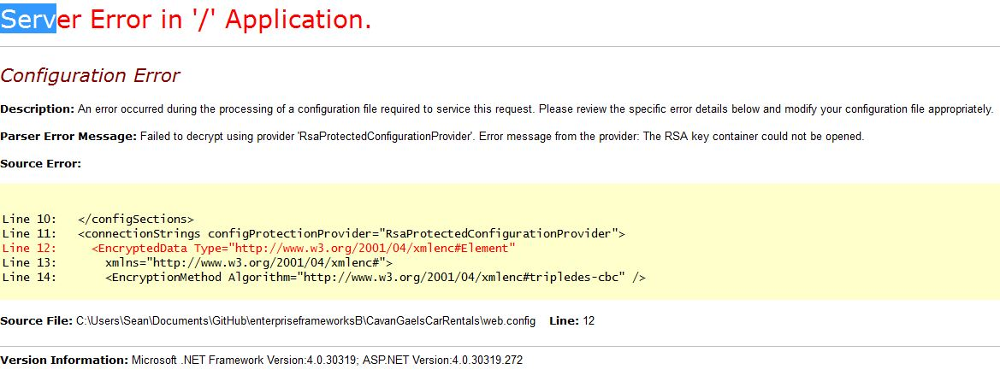 Server Error in '/' Application.
Configuration Error
Description: An error occurred during the processing of a configuration file required to service this request. Please review the specific error details below and modify your configuration file appropriately.
Parser Error Message: Failed to decrypt using provider 'RsaProtectedConfigurationProvider'. Error message from the provider: The RSA key container could not be opened.
Source Error:
Line 10:   </configSections>
Line 11:   <connectionStrings configProtectionProvider="RsaProtectedConfigurationProvider">
Line 12:     <EncryptedData Type="http://www.w3.org/2001/04/xmlenc#Element"
Line 13:       xmlns="http://www.w3.org/2001/04/xmlenc#">
Line 14:       <EncryptionMethod Algorithm="http://www.w3.org/2001/04/xmlenc#tripledes-cbc" />
Source File: C:\Users\Sean\Documents\GitHub\enterpriseframeworksB\CavanGaelsCarRentals\web.config    Line: 12
Version Information: Microsoft .NET Framework Version:4.0.30319; ASP.NET Version:4.0.30319.272